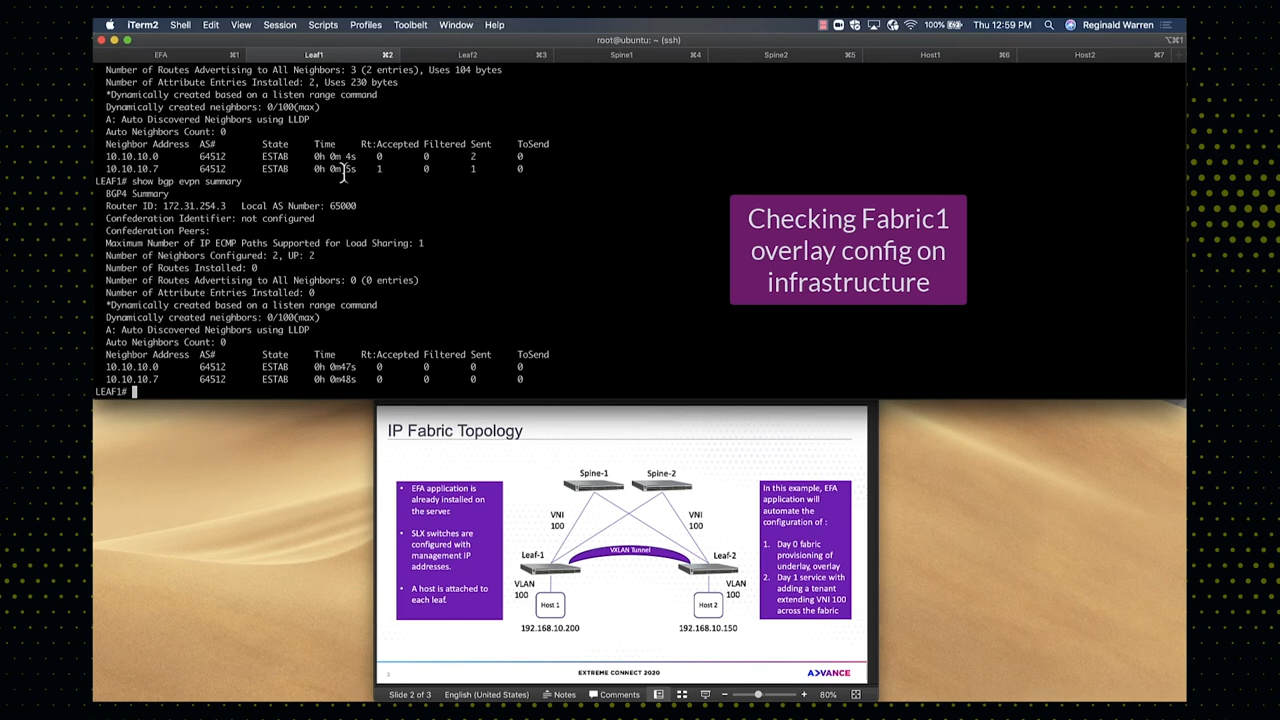 iTerm2 Shell Edit View Session Scripts Profiles Toolbelt Window Help 100% Thu 12:59 PM Reginald Warren
root@ubuntu: ~ (ssh) ⌥⌘1
EFA ⌘1 Leaf1 ⌘2 Leaf2 ⌘3 Spine1 ⌘4 Spine2 ⌘5 Host1 ⌘6 Host2 ⌘7
Number of Routes Advertising to All Neighbors: 3 (2 entries), Uses 104 bytes
Number of Attribute Entries Installed: 2, Uses 230 bytes
*Dynamically created based on a listen range command
Dynamically created neighbors: 0/100(max)
A: Auto Discovered Neighbors using LLDP
Auto Neighbors Count: 0
Neighbor Address AS# State Time Rt:Accepted Filtered Sent ToSend
10.10.10.0 64512 ESTAB 0h 0m 4s 0 0 2 0
10.10.10.7 64512 ESTAB 0h 0m 5s 1 0 1 0
LEAF1# show bgp evpn summary
BGP4 Summary
Router ID: 172.31.254.3 Local AS Number: 65000
Confederation Identifier: not configured
Confederation Peers:
Maximum Number of IP ECMP Paths Supported for Load Sharing: 1
Number of Neighbors Configured: 2, UP: 2
Number of Routes Installed: 0
Number of Routes Advertising to All Neighbors: 0 (0 entries)
Number of Attribute Entries Installed: 0
*Dynamically created based on a listen range command
Dynamically created neighbors: 0/100(max)
A: Auto Discovered Neighbors using LLDP
Auto Neighbors Count: 0
Neighbor Address AS# State Time Rt:Accepted Filtered Sent ToSend
10.10.10.0 64512 ESTAB 0h 0m47s 0 0 0 0
10.10.10.7 64512 ESTAB 0h 0m48s 0 0 0 0
LEAF1#
Checking Fabric1
overlay config on
infrastructure
IP Fabric Topology
• EFA application is
already installed on
the server.
• SLX switches are
configured with
management IP
addresses.
• A host is attached to
each leaf.
Spine-1 Spine-2
VNI
100
VNI
100
Leaf-1 VXLAN Tunnel Leaf-2
VLAN
100
VLAN
100
Host 1 Host 2
192.168.10.200 192.168.10.150
In this example, EFA
application will
automate the
configuration of :
1. Day 0 fabric
provisioning of
underlay, overlay
2. Day 1 service with
adding a tenant
extending VNI 100
across the fabric
2 EXTREME CONNECT 2020 ADVANCE
Slide 2 of 3 English (United States) Notes Comments 80%